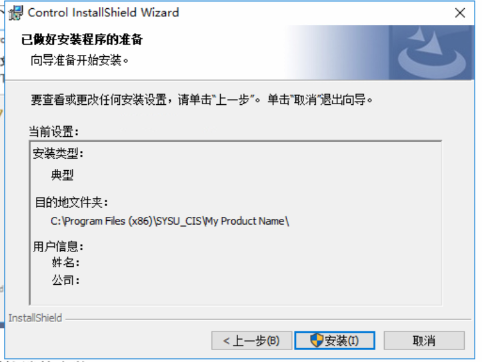 Control InstallShield Wizard
已做好安装程序的准备
向导准备开始安装。
要查看或更改任何安装设置，请单击“上一步”。单击“取消”退出向导。
当前设置：
安装类型：
典型
目的地文件夹：
C:\Program Files (x86)\SYSU_CIS\My Product Name\
用户信息：
姓名：
公司：
InstallShield
<上一步(B)
安装(I)
取消